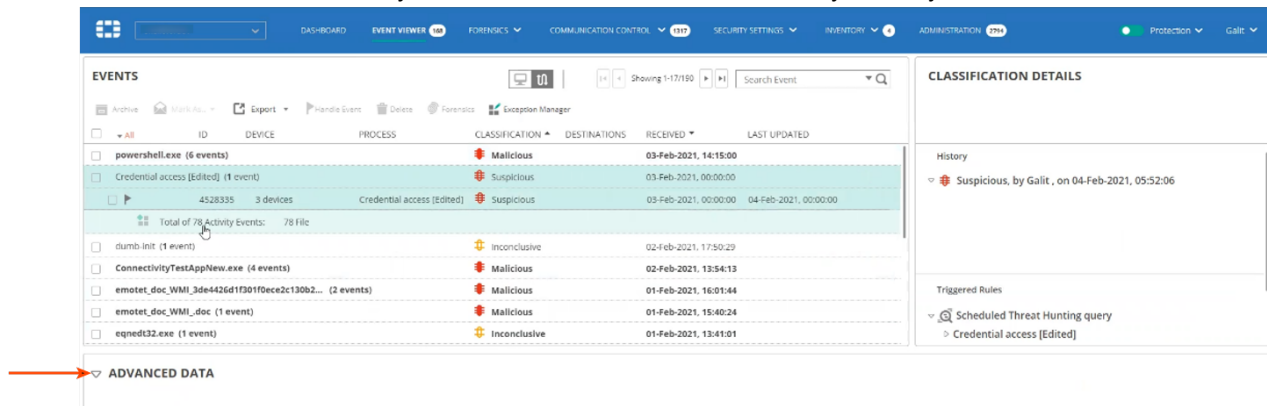 DASHBOARD EVENT VIEWER 168 FORENSICS COMMUNICATION CONTROL 1317 SECURITY SETTINGS INVENTORY 4 ADMINISTRATION 2794 Protection Galit
EVENTS
Showing 1-17/190
Search Event
Archive Mark As... Export Handle Event Delete Forensics Exception Manager
All ID DEVICE PROCESS CLASSIFICATION DESTINATIONS RECEIVED LAST UPDATED
powershell.exe (6 events) Malicious 03-Feb-2021, 14:15:00
Credential access [Edited] (1 event) Suspicious 03-Feb-2021, 00:00:00
4528335 3 devices Credential access [Edited] Suspicious 03-Feb-2021, 00:00:00 04-Feb-2021, 00:00:00
Total of 78 Activity Events: 78 File
dumb-init (1 event) Inconclusive 02-Feb-2021, 17:50:29
ConnectivityTestAppNew.exe (4 events) Malicious 02-Feb-2021, 13:54:13
emotet_doc_WMI_3de4426d1f301f0ece2c130b2... (2 events) Malicious 01-Feb-2021, 16:01:44
emotet_doc_WMI_.doc (1 event) Malicious 01-Feb-2021, 15:40:24
eqnedt32.exe (1 event) Inconclusive 01-Feb-2021, 13:41:01
CLASSIFICATION DETAILS
History
Suspicious, by Galit , on 04-Feb-2021, 05:52:06
Triggered Rules
Scheduled Threat Hunting query
Credential access [Edited]
ADVANCED DATA